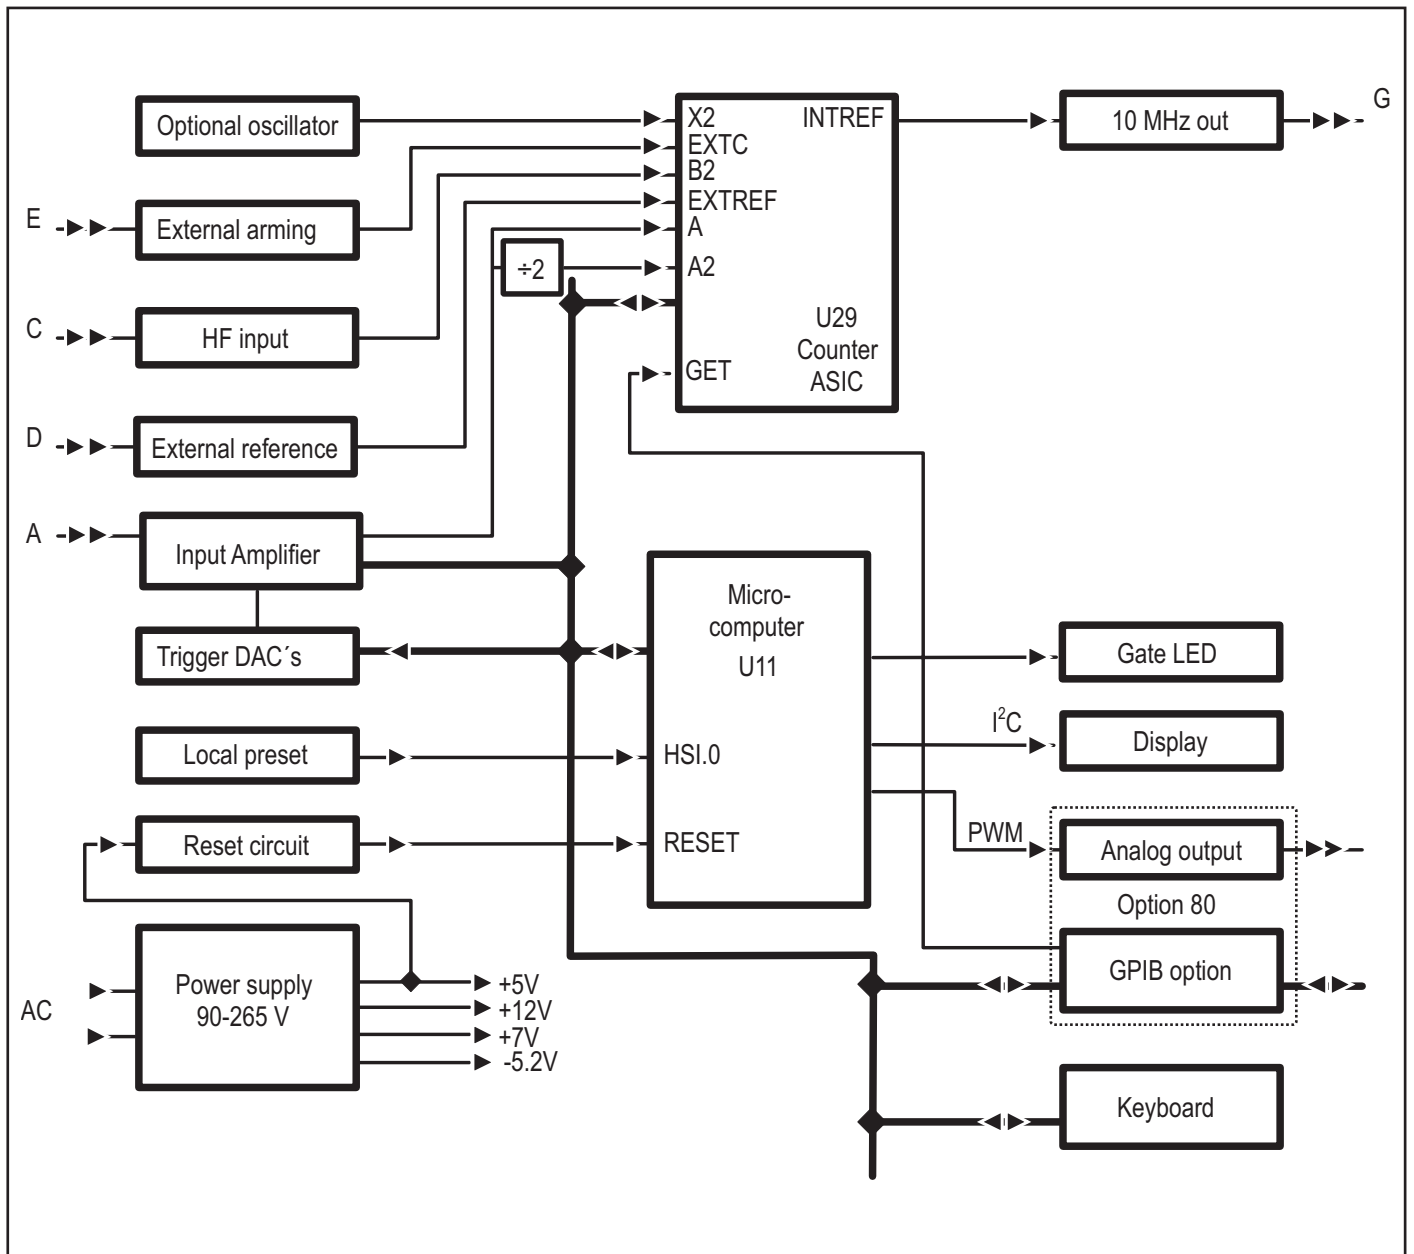 Optional oscillator
X2
INTREF
10 MHz out
G
EXTC
B2
EXTREF
A
A2
E
External arming
÷2
C
HF input
U29
Counter
ASIC
GET
D
External reference
A
Input Amplifier
Micro-
computer
U11
Trigger DAC´s
Gate LED
I²C
Display
Local preset
HSI.0
Reset circuit
RESET
PWM
Analog output
Option 80
GPIB option
AC
Power supply
90-265 V
+5V
+12V
+7V
-5.2V
Keyboard